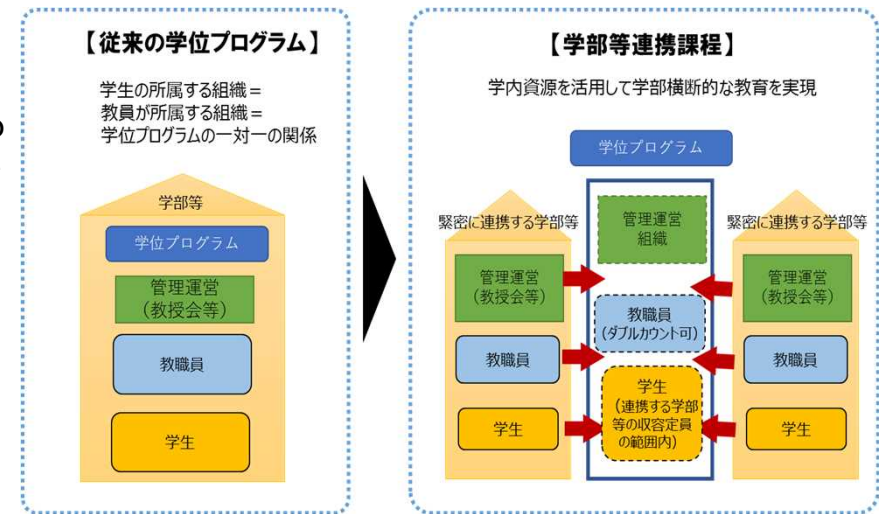 【従来の学位プログラム】
学生の所属する組織＝
教員が所属する組織＝
学位プログラムの一対一の関係
学部等
学位プログラム
管理運営
（教授会等）
教職員
学生
【学部等連携課程】
学内資源を活用して学部横断的な教育を実現
学位プログラム
緊密に連携する学部等
管理運営
（教授会等）
教職員
学生
管理運営
組織
教職員
（ダブルカウント可）
学生
（連携する学部
等の収容定員
の範囲内）
緊密に連携する学部等
管理運営
（教授会等）
教職員
学生